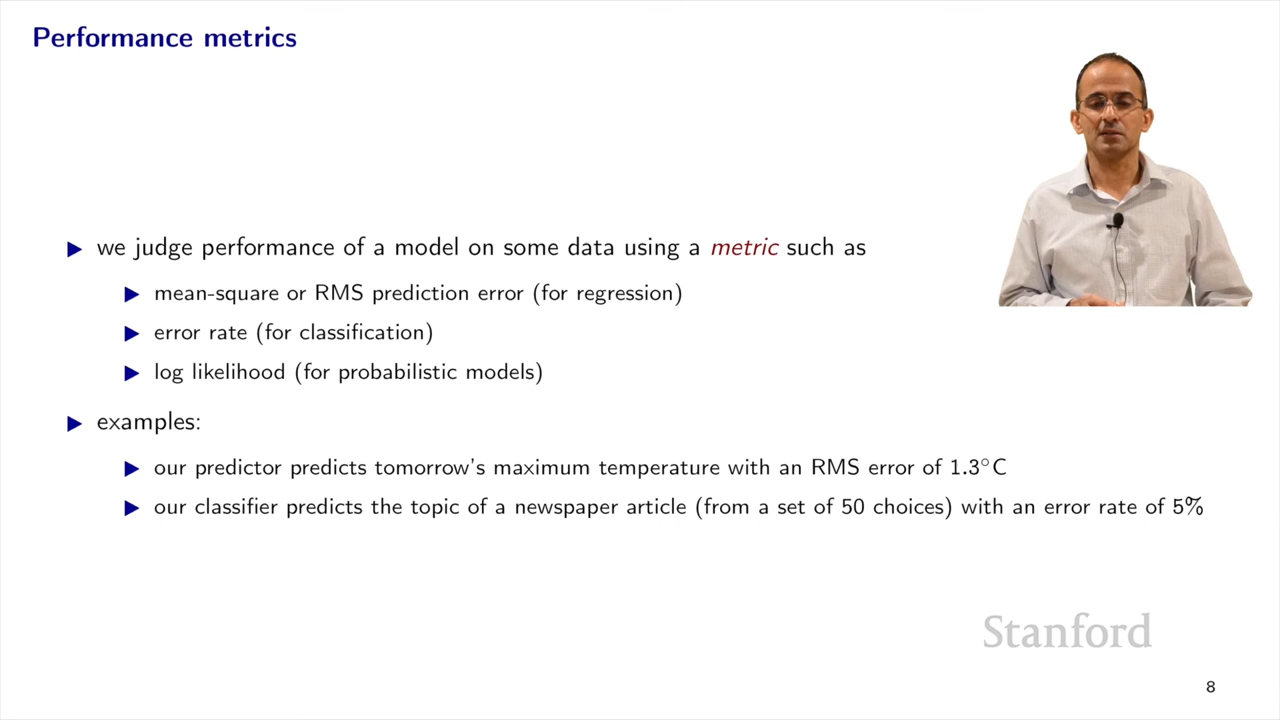 Performance metrics
we judge performance of a model on some data using a metric such as
mean-square or RMS prediction error (for regression)
error rate (for classification)
log likelihood (for probabilistic models)
examples:
our predictor predicts tomorrow's maximum temperature with an RMS error of 1.3°C
our classifier predicts the topic of a newspaper article (from a set of 50 choices) with an error rate of 5%
Stanford
8